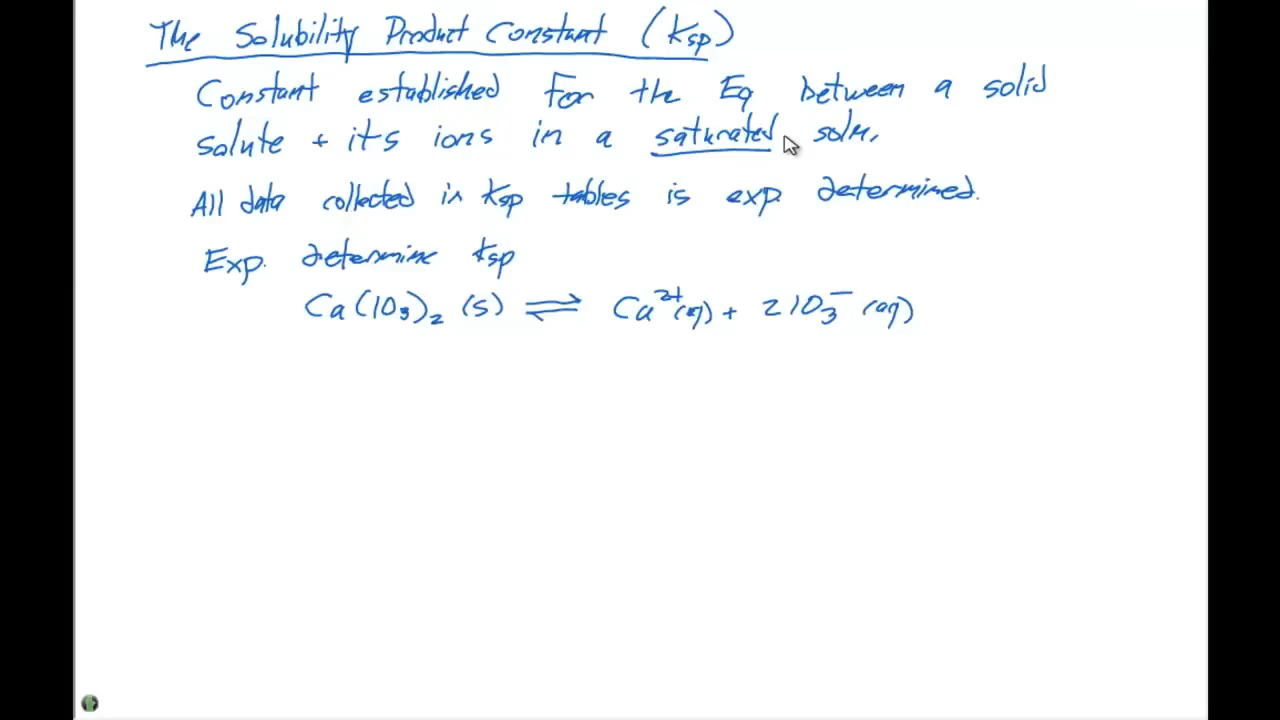 The Solubility Product Constant (Ksp)
Constant established for the Eq between a solid
solute + its ions in a saturated soln.
All data collected in Ksp tables is exp determined.
Exp. determine Ksp
Ca(IO₃)₂ (s) ⇌ Ca²⁺(aq) + 2IO₃⁻ (aq)